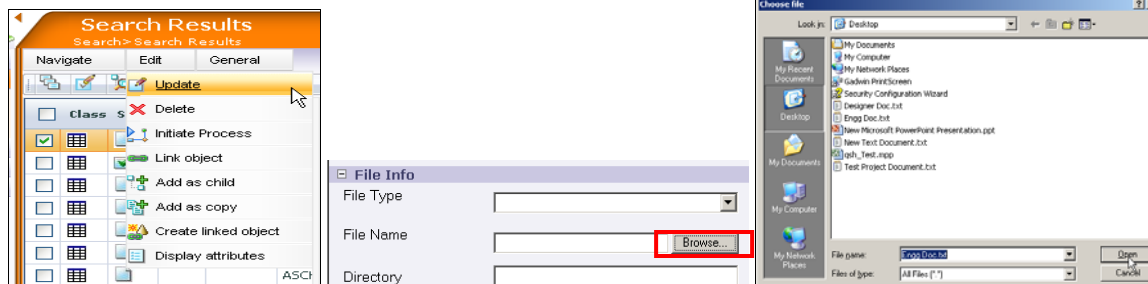 Search Results
Search> Search Results
Navigate Edit General
Update
Class S
Delete
Initiate Process
Link object
Add as child
Add as copy
Create linked object
Display attributes
ASCH
File Info
File Type
File Name
Browse...
Directory
Choose file
Look in: Desktop
My Recent
Documents
Desktop
My Documents
My Computer
My Network
Places
My Documents
My Computer
My Network Places
Gadwin PrintScreen
Security Configuration Wizard
Designer Doc.txt
Engg Doc.txt
New Microsoft PowerPoint Presentation.ppt
New Text Document.txt
qsh_Test.mpp
Test Project Document.txt
File name: Engg Doc.txt Open
Files of type: All Files (*.*) Cancel